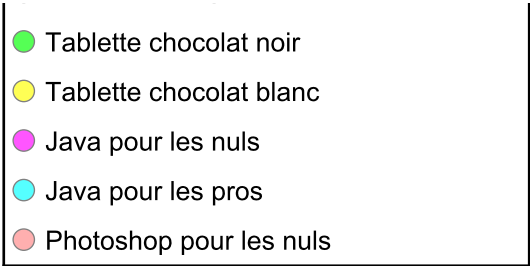 Tablette chocolat noir
Tablette chocolat blanc
Java pour les nuls
Java pour les pros
Photoshop pour les nuls